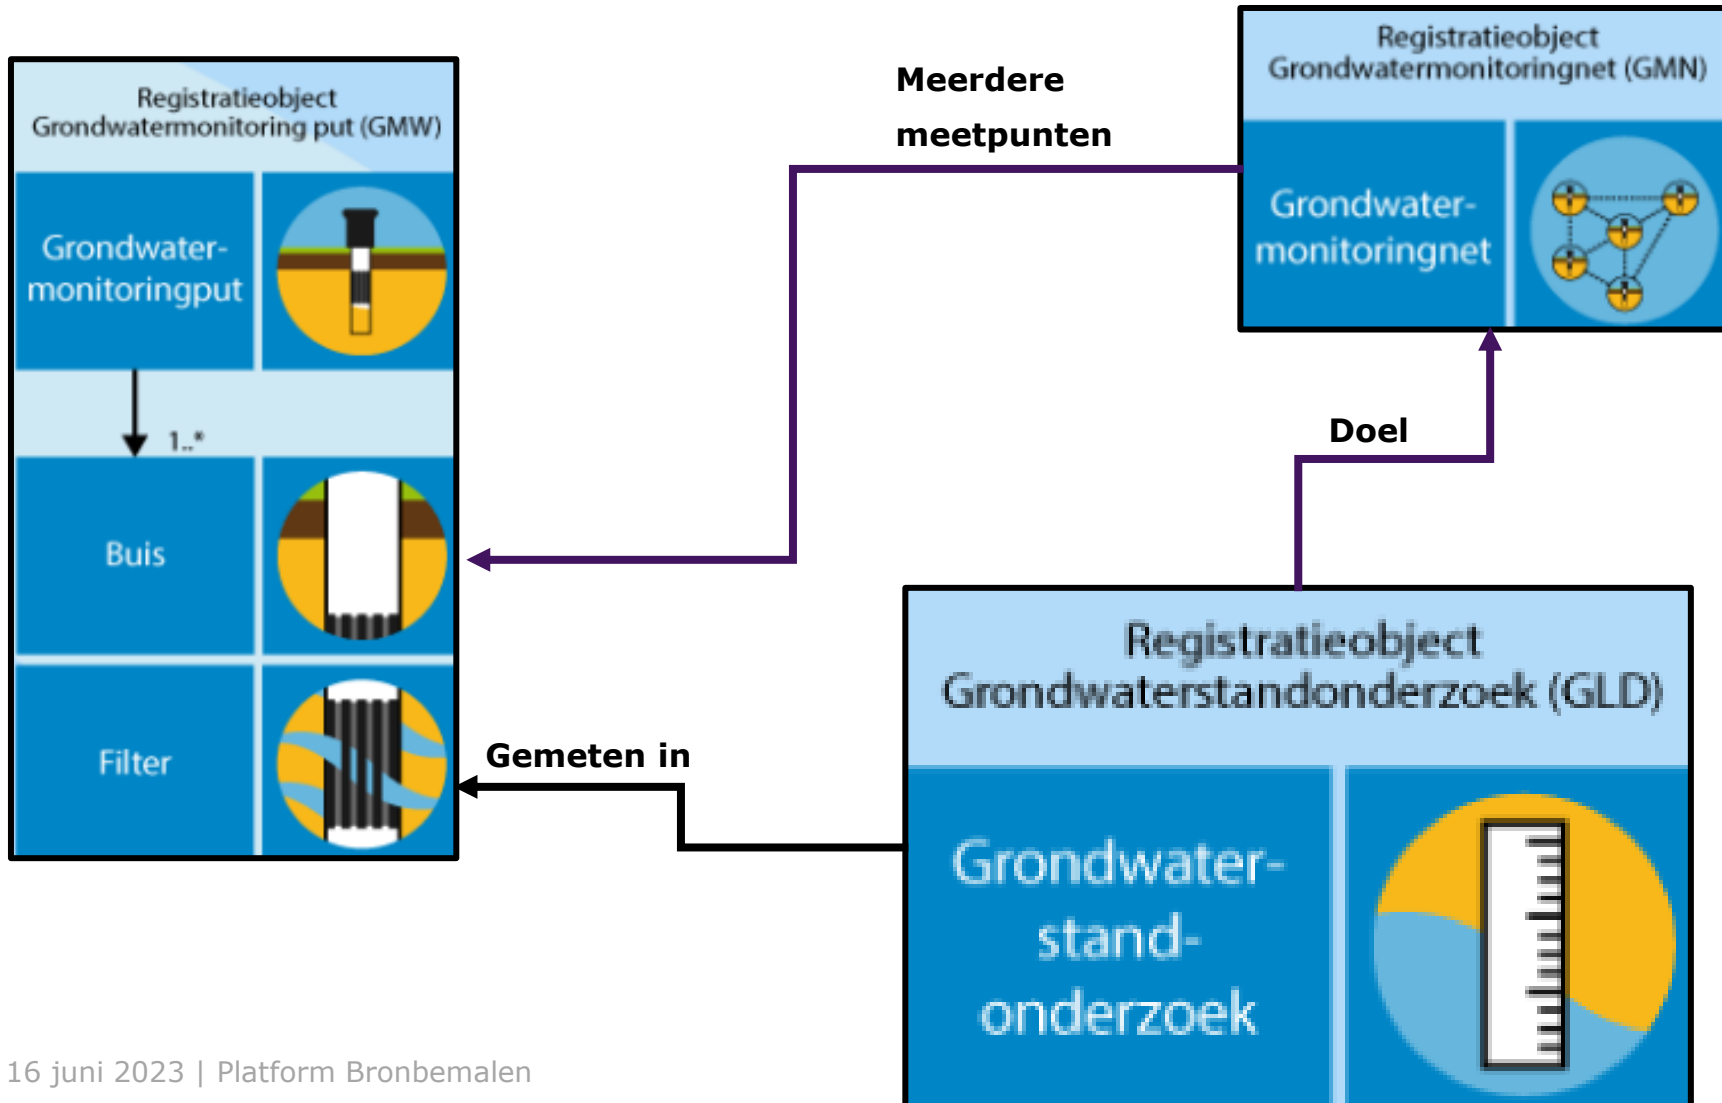 Registratieobject
Grondwatermonitoring put (GMW)
Grondwater-
monitoringput
1..*
Buis
Filter
Meerdere
meetpunten
Registratieobject
Grondwatermonitoringnet (GMN)
Grondwater-
monitoringnet
Doel
Gemeten in
Registratieobject
Grondwaterstandonderzoek (GLD)
Grondwater-
stand-
onderzoek
16 juni 2023 | Platform Bronbemalen